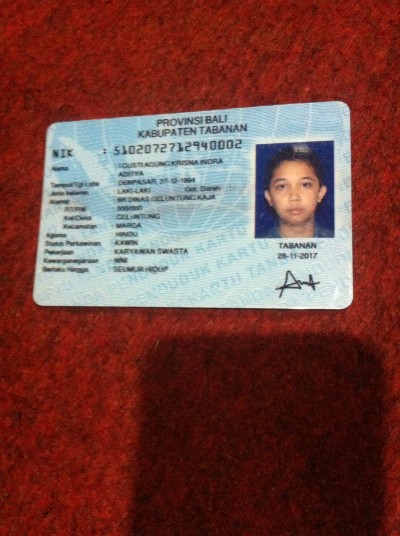 PROVINSI BALI
KABUPATEN TABANAN
NIK : 5102072712940002
Nama : I GUSTI AGUNG KRISNA INDRA
ADITYA
Tempat/Tgl Lahir : DENPASAR, 27-12-1994
Jenis kelamin : LAKI-LAKI Gol. Darah
Alamat : BR DINAS GELUNTUNG KAJA
RT/RW : 000/000
Kel/Desa : GELUNTUNG
Kecamatan : MARGA
Agama : HINDU
Status Perkawinan : KAWIN
Pekerjaan : KARYAWAN SWASTA
Kewarganegaraan : WNI
Berlaku Hingga : SEUMUR HIDUP
TABANAN
28-11-2017